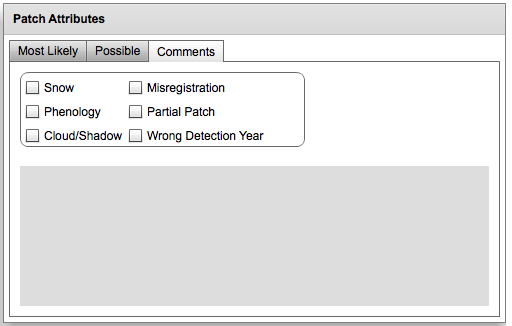 Patch Attributes
Most Likely Possible Comments
Snow Misregistration
Phenology Partial Patch
Cloud/Shadow Wrong Detection Year